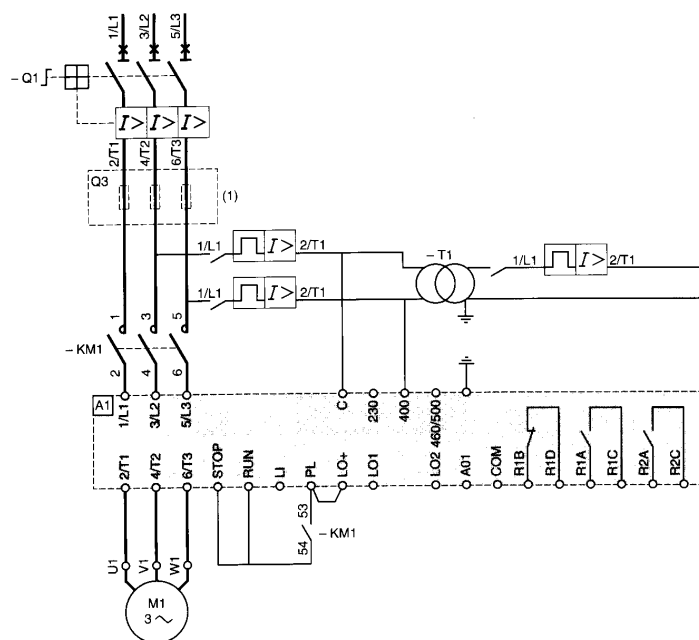 1/L1 3/L2 5/L3
– Q1
I> I> I>
2/T1 4/T2 6/T3
Q3
(1)
1/L1 I> 2/T1
– T1
1/L1 I> 2/T1
1/L1 I> 2/T1
1 3 5
– KM1
2 4 6
A1
1/L1 3/L2 5/L3 C 230 400 460/500
2/T1 4/T2 6/T3 STOP RUN LI PL LO+ LO1 LO2 A01 COM R1B R1D R1A R1C R2A R2C
53
– KM1
54
U1 V1 W1
M1
3 ~